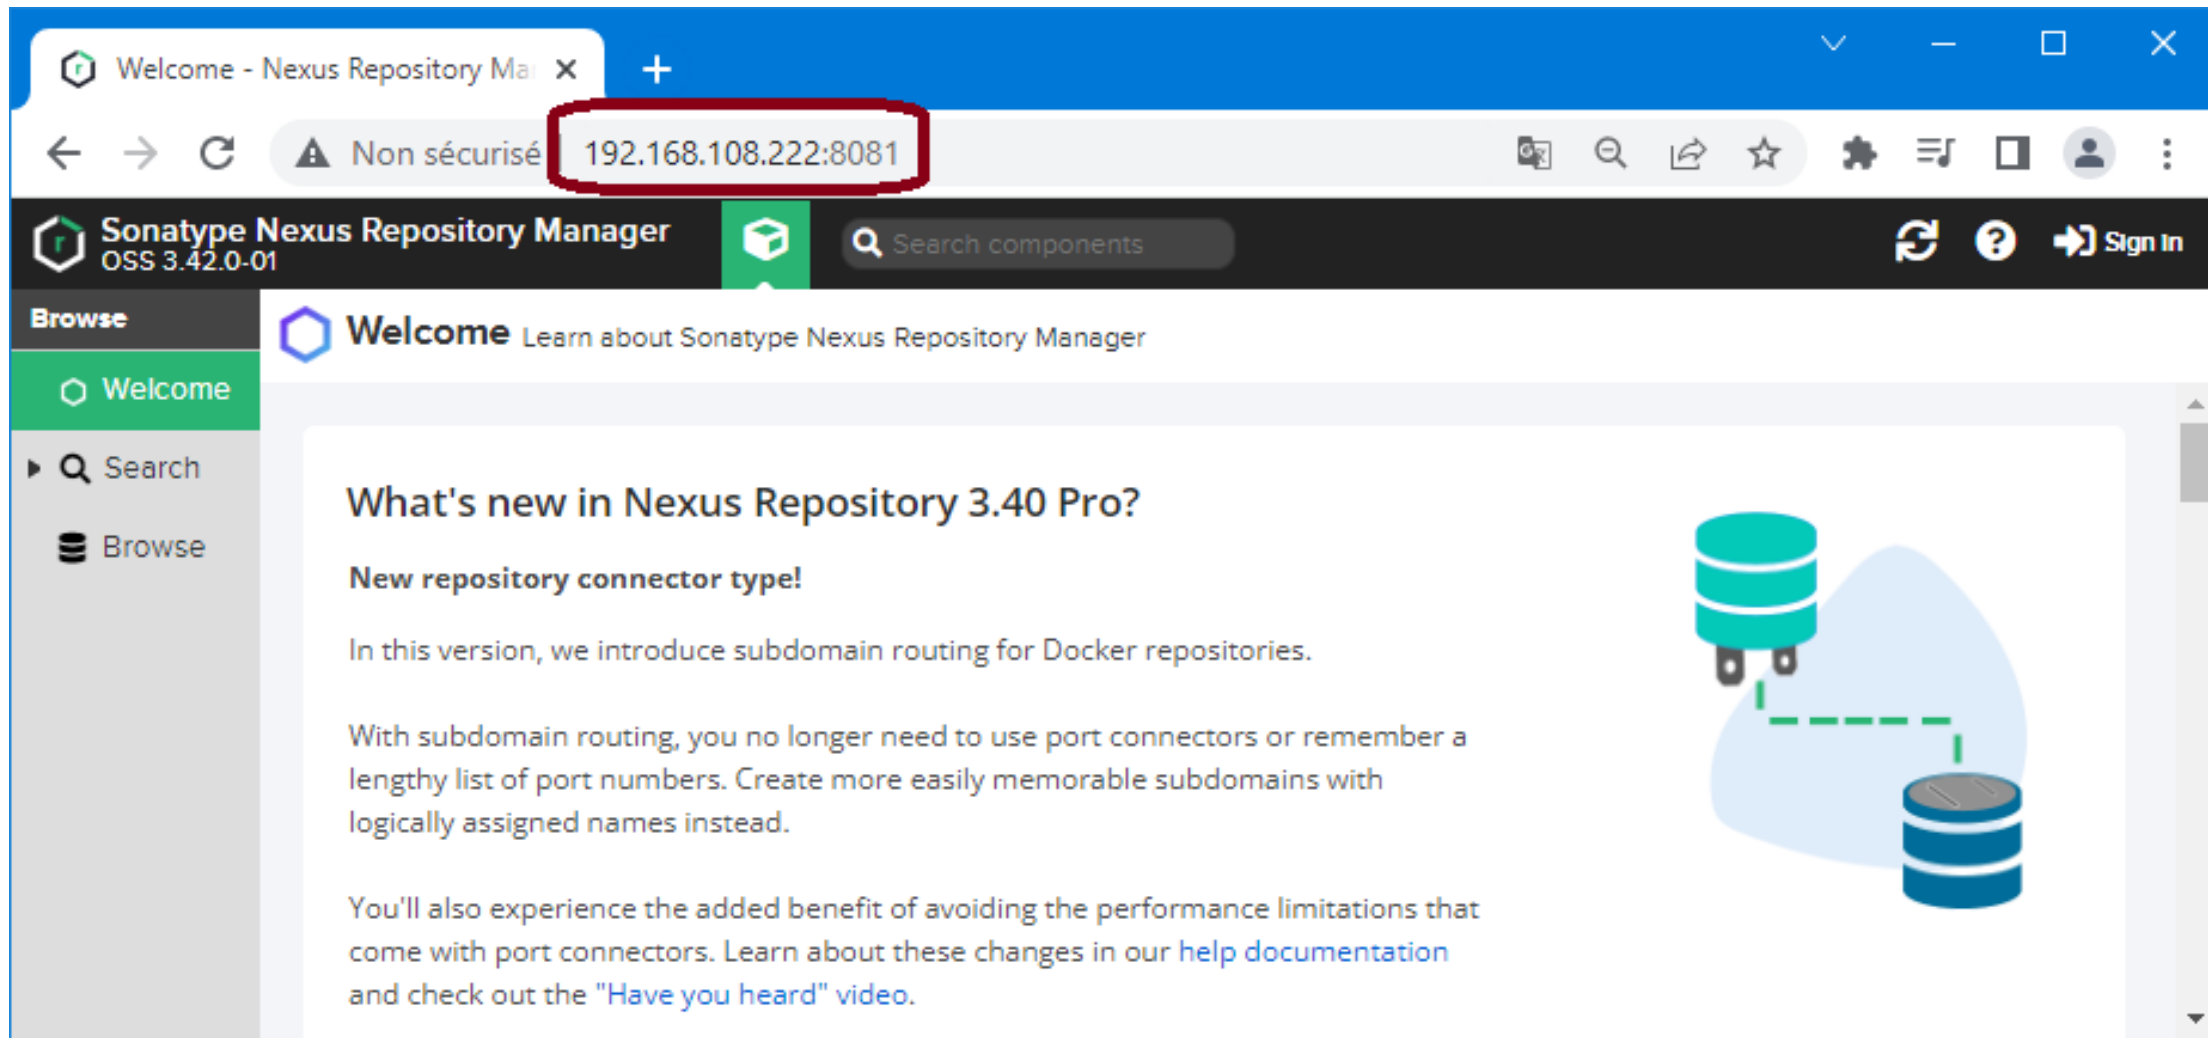 Welcome - Nexus Repository Ma
Non sécurisé | 192.168.108.222:8081
Sonatype Nexus Repository Manager
OSS 3.42.0-01
Search components
Sign in
Browse
Welcome Learn about Sonatype Nexus Repository Manager
Welcome
Search
Browse
What's new in Nexus Repository 3.40 Pro?
New repository connector type!
In this version, we introduce subdomain routing for Docker repositories.
With subdomain routing, you no longer need to use port connectors or remember a
lengthy list of port numbers. Create more easily memorable subdomains with
logically assigned names instead.
You'll also experience the added benefit of avoiding the performance limitations that
come with port connectors. Learn about these changes in our help documentation
and check out the "Have you heard" video.